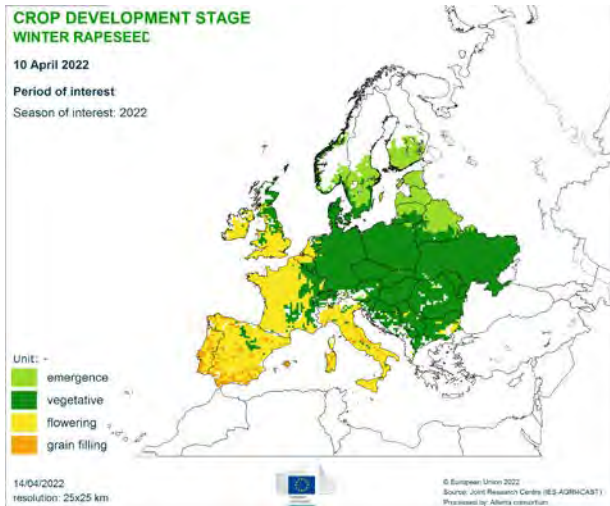 CROP DEVELOPMENT STAGE
WINTER RAPESEED
10 April 2022
Period of interest
Season of interest: 2022
Unit: -
emergence
vegetative
flowering
grain filling
14/04/2022
resolution: 25x25 km
© European Union 2022
Source: Joint Research Centre
Processed by: Alterra consortium